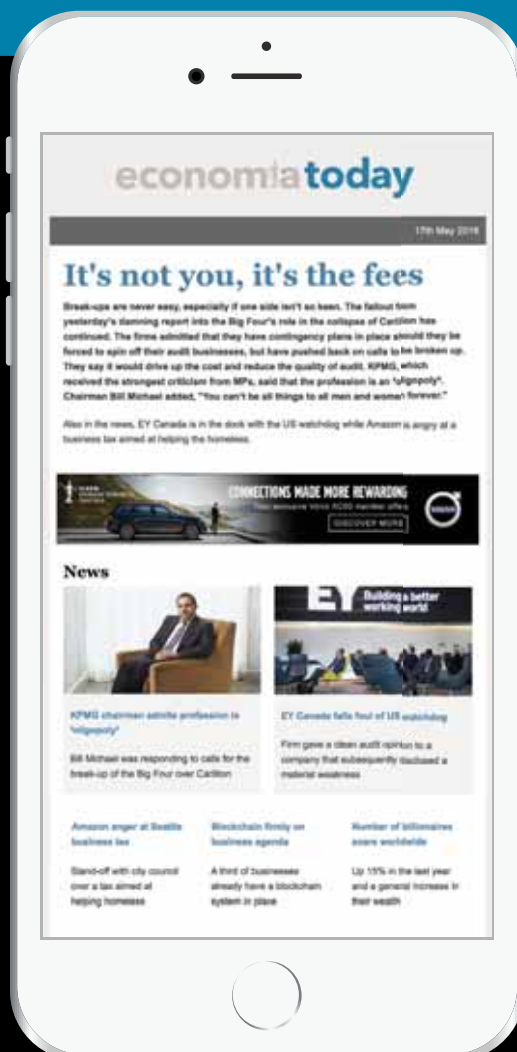 economia today
17th May 2018
It's not you, it's the fees
Break-ups are never easy, especially if one side isn't so keen. The fallout from
yesterday's damning report into the Big Four's role in the collapse of Carillion has
continued. The firms admitted that they have contingency plans in place should they be
forced to spin off their audit businesses, but have pushed back on calls to be broken up.
They say it would drive up the cost and reduce the quality of audit. KPMG, which
received the strongest criticism from MPs, said that the profession is an "oligopoly".
Chairman Bill Michael added, "You can't be all things to all men and women forever."
Also in the news, EY Canada is in the dock with the US watchdog while Amazon is angry at a
business tax aimed at helping the homeless.
CONNECTIONS MADE MORE REWARDING
DISCOVER MORE
VOLVO
News
EY Building a better
working world
KPMG chairman admits profession is
"oligopoly"
Bill Michael was responding to calls for the
break-up of the Big Four over Carillion
EY Canada falls foul of US watchdog
Firm gave a clean audit opinion to a
company that subsequently disclosed a
material weakness
Amazon anger at Seattle
business tax
Stand-off with city council
over a tax aimed at
helping homeless
Blockchain firmly on
business agenda
A third of businesses
already have a blockchain
system in place
Number of billionaires
soars worldwide
Up 15% in the last year
and a general increase in
their wealth